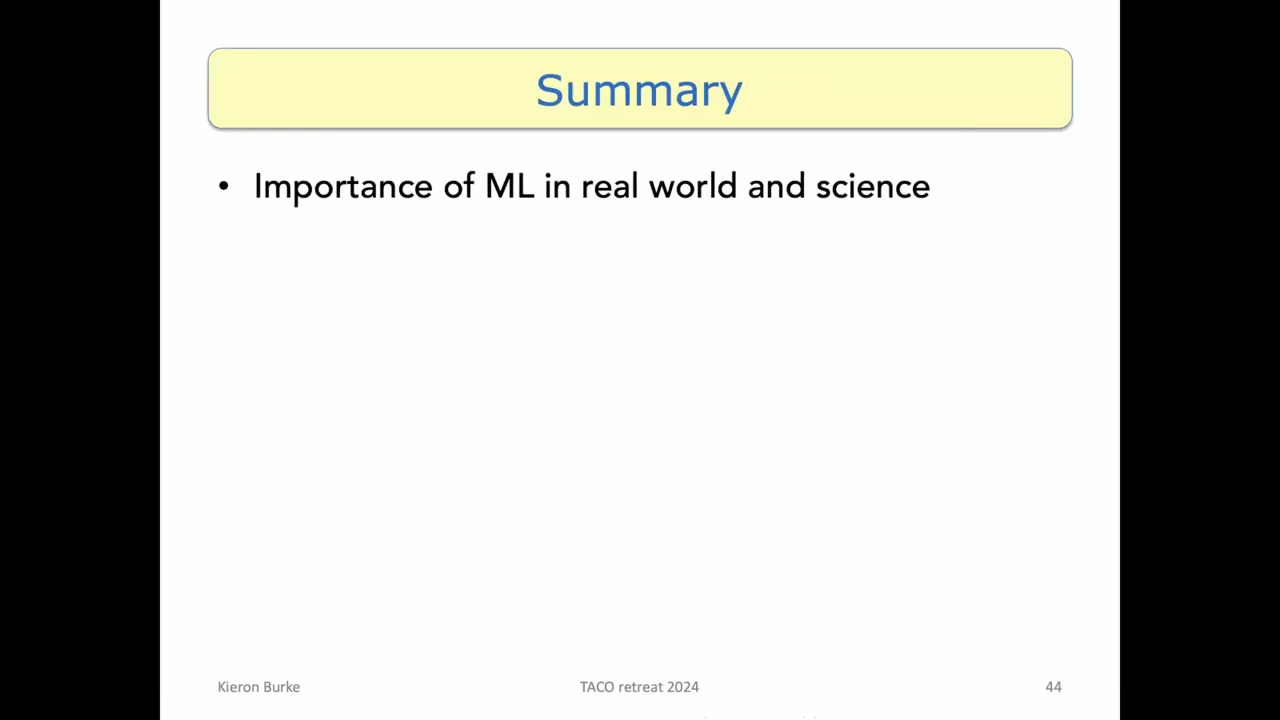 Summary
• Importance of ML in real world and science
Kieron Burke
TACO retreat 2024
44